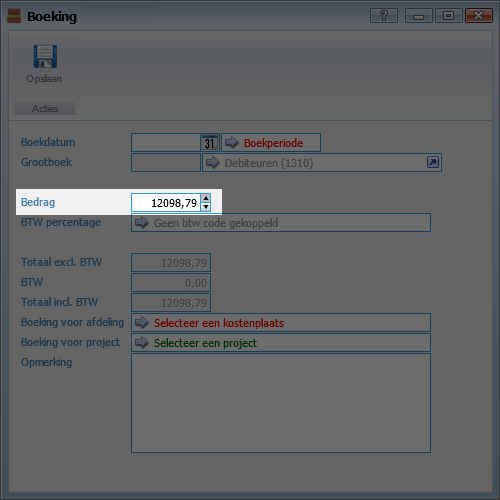 Boeking
?
Opslaan
Acties
Boekdatum 31 Boekperiode
Grootboek Debiteuren (1310)
Bedrag 12098,79
BTW percentage Geen btw code gekoppeld
Totaal excl. BTW 12098,79
BTW 0,00
Totaal incl. BTW 12098,79
Boeking voor afdeling Selecteer een kostenplaats
Boeking voor project Selecteer een project
Opmerking